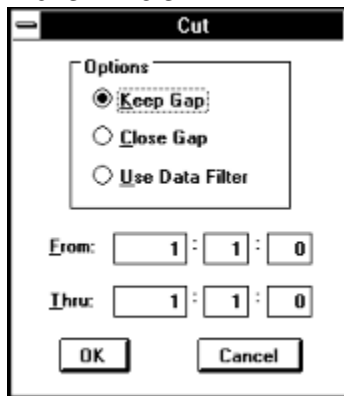 Cut
Options
Keep Gap
Close Gap
Use Data Filter
From: 1 : 1 : 0
Thru: 1 : 1 : 0
OK Cancel